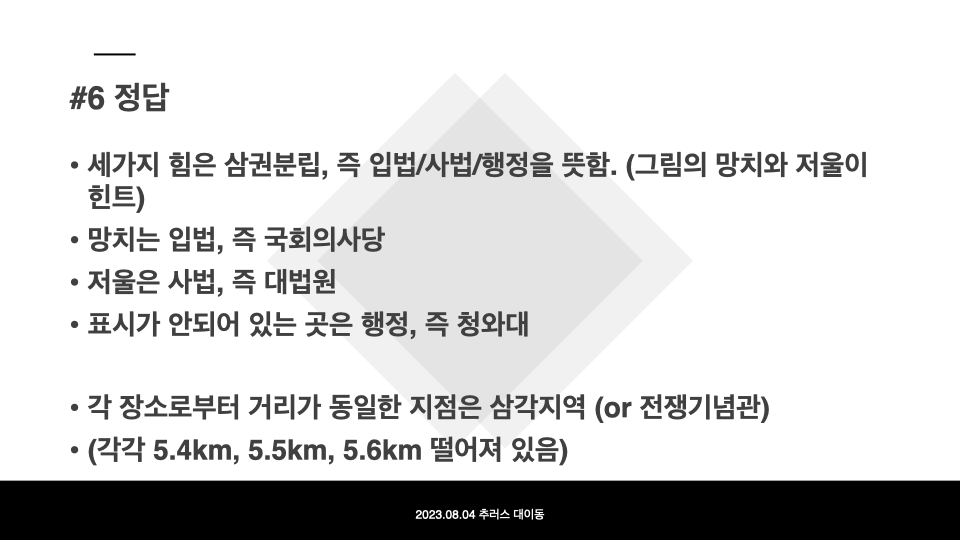 #6 정답
• 세가지 힘은 삼권분립, 즉 입법/사법/행정을 뜻함. (그림의 망치와 저울이
힌트)
• 망치는 입법, 즉 국회의사당
• 저울은 사법, 즉 대법원
• 표시가 안되어 있는 곳은 행정, 즉 청와대
• 각 장소로부터 거리가 동일한 지점은 삼각지역 (or 전쟁기념관)
• (각각 5.4km, 5.5km, 5.6km 떨어져 있음)
2023.08.04 추러스 대이동